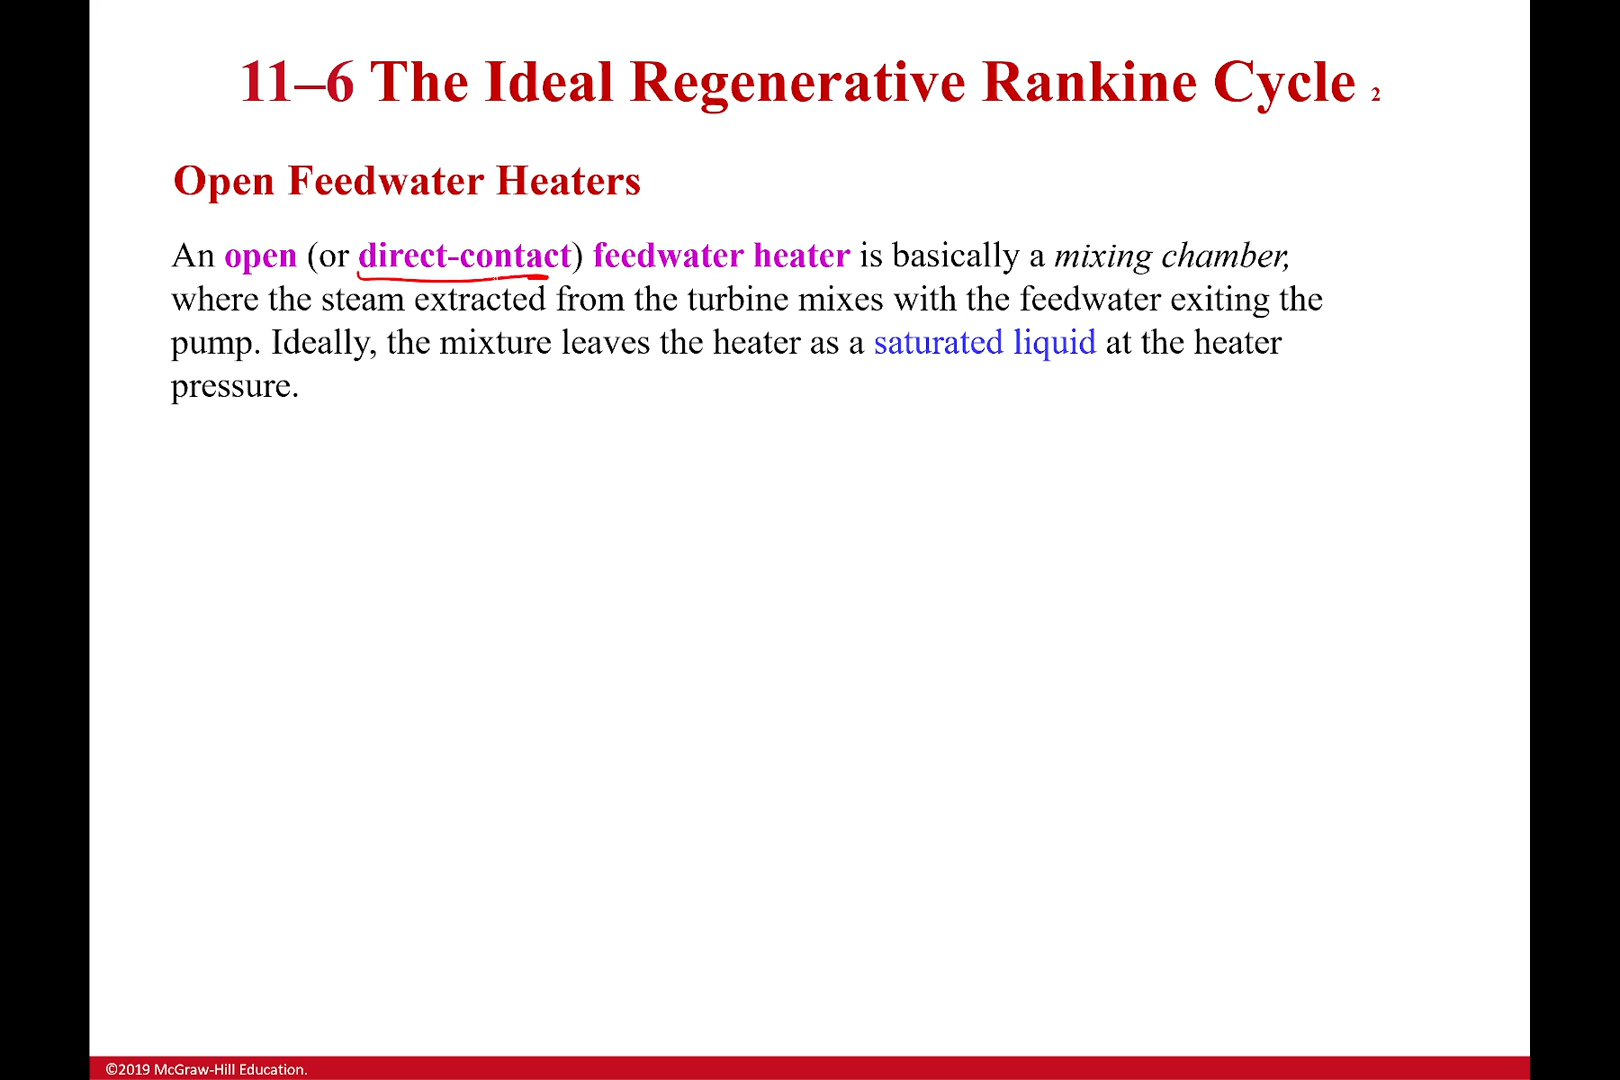 11–6 The Ideal Regenerative Rankine Cycle 2
Open Feedwater Heaters
An open (or direct-contact) feedwater heater is basically a mixing chamber,
where the steam extracted from the turbine mixes with the feedwater exiting the
pump. Ideally, the mixture leaves the heater as a saturated liquid at the heater
pressure.
©2019 McGraw-Hill Education.